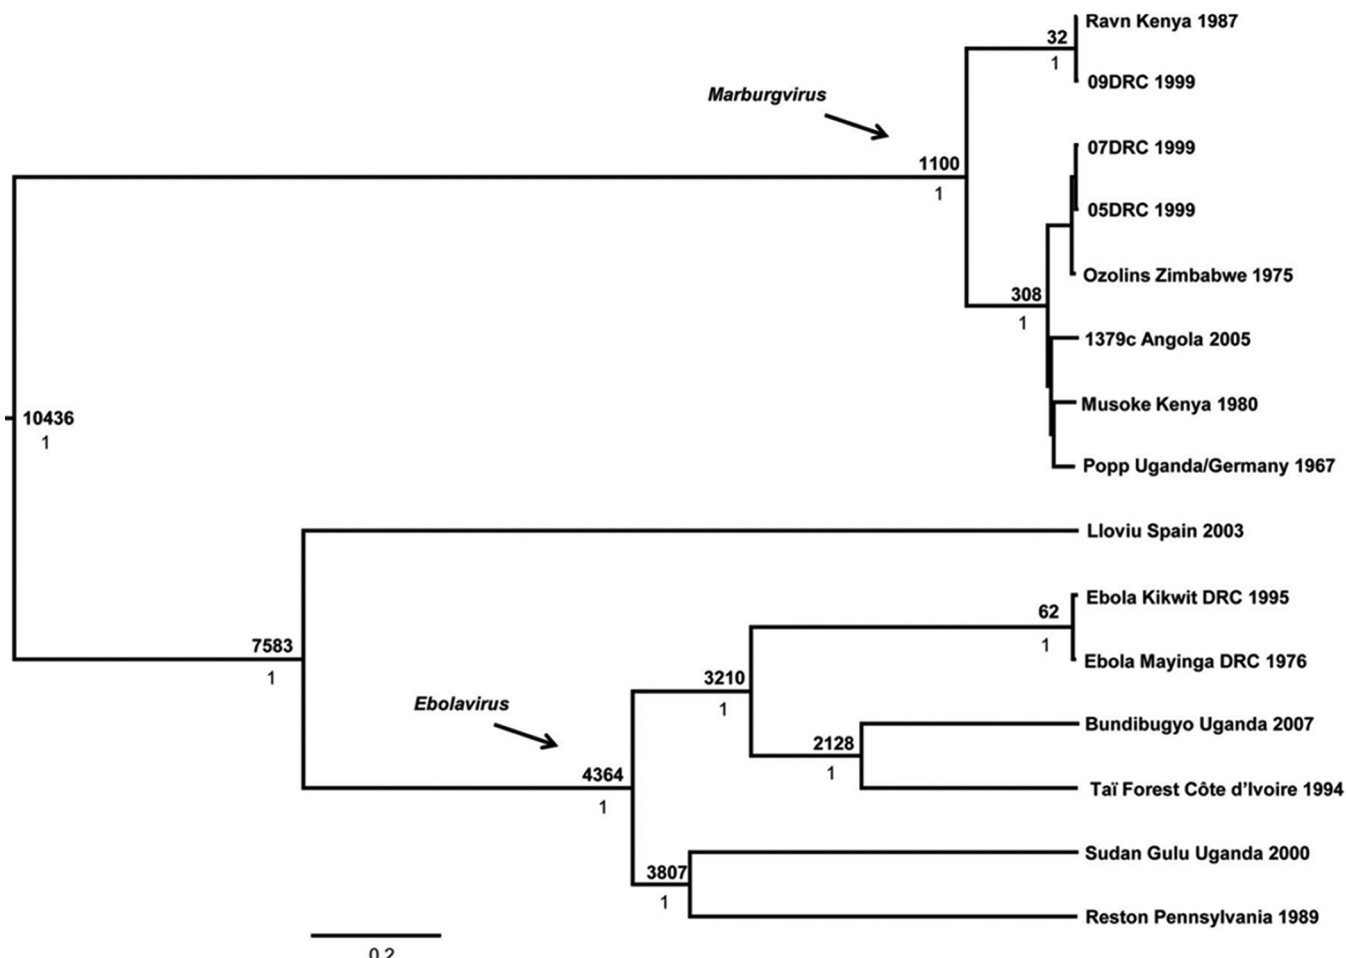 Ravn Kenya 1987
32
1
09DRC 1999
Marburgvirus
07DRC 1999
1100
1
05DRC 1999
Ozolins Zimbabwe 1975
308
1
1379c Angola 2005
Musoke Kenya 1980
10436
1
Popp Uganda/Germany 1967
Lloviu Spain 2003
Ebola Kikwit DRC 1995
62
1
7583
1
Ebola Mayinga DRC 1976
3210
1
Ebolavirus
Bundibugyo Uganda 2007
2128
1
4364
1
Taï Forest Côte d'Ivoire 1994
Sudan Gulu Uganda 2000
3807
1
Reston Pennsylvania 1989
0.2